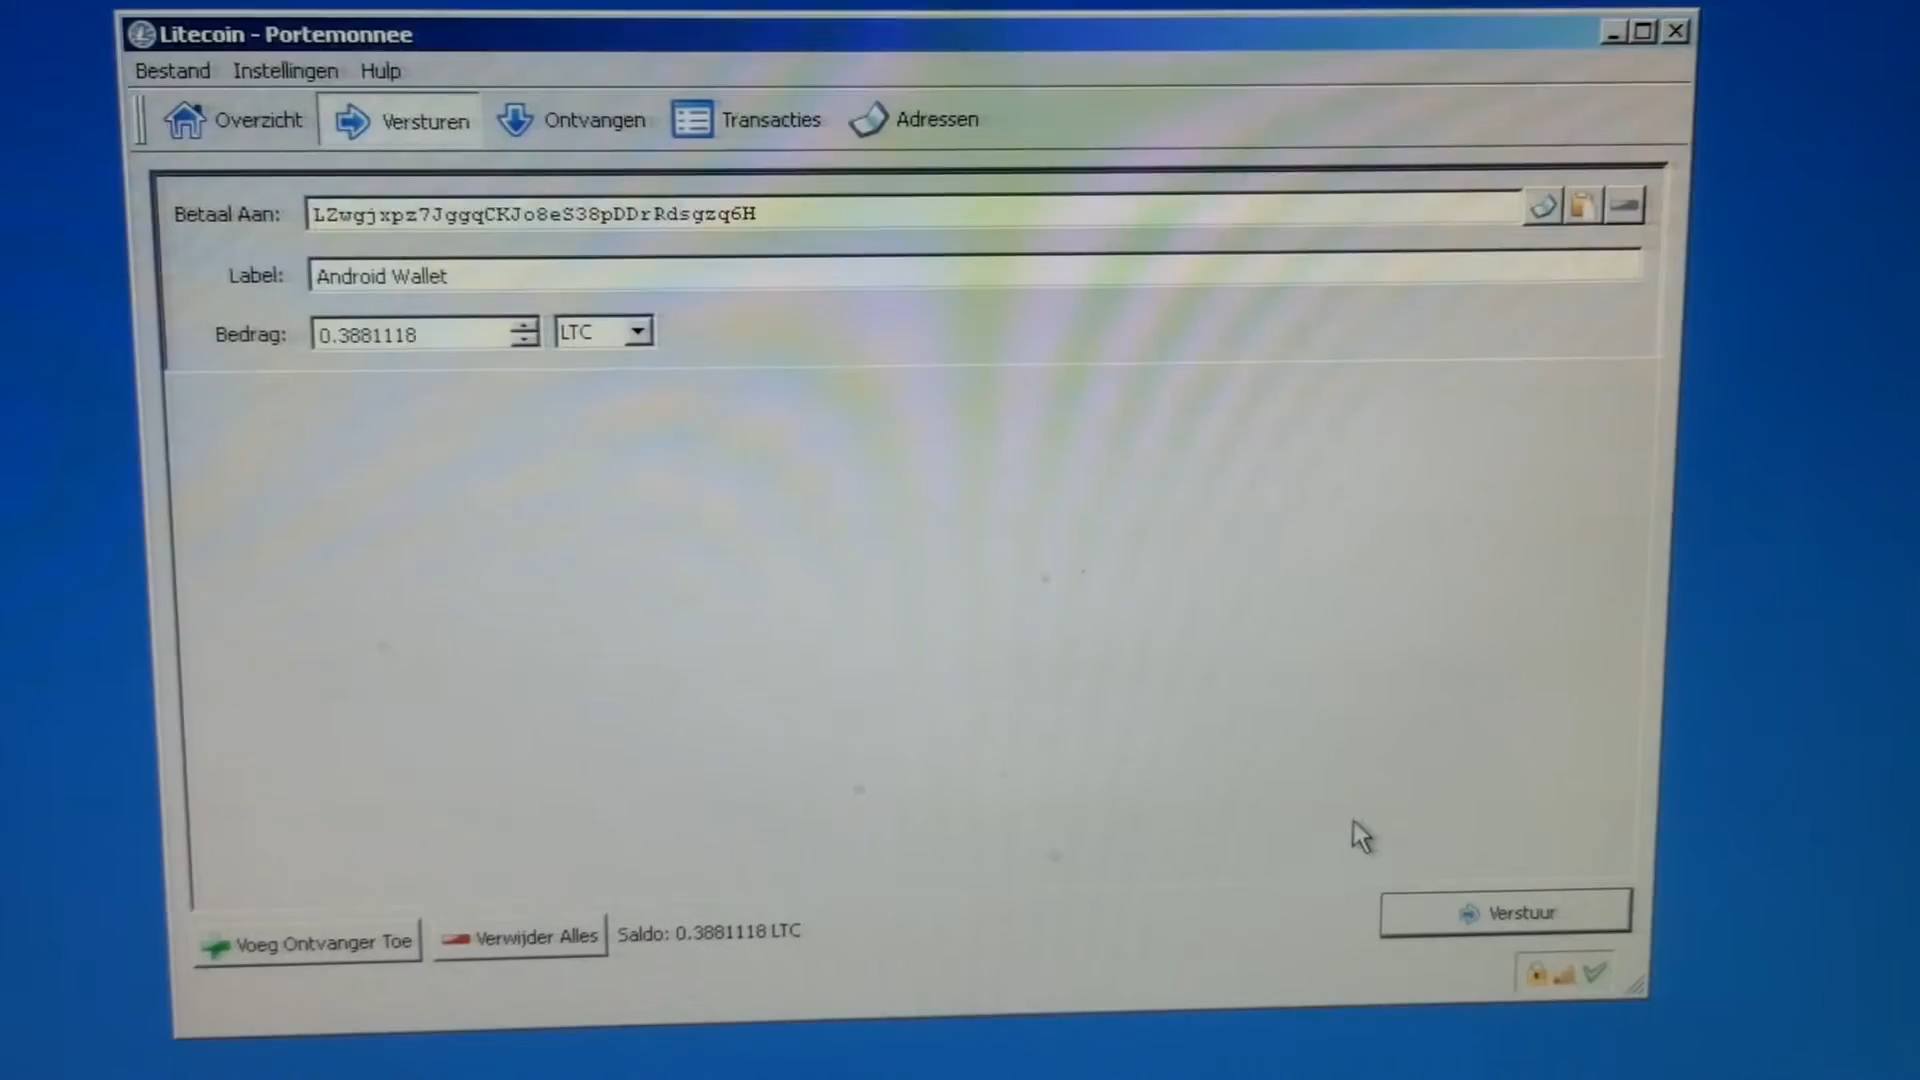 Litecoin - Portemonnee
Bestand Instellingen Hulp
Overzicht Versturen Ontvangen Transacties Adressen
Betaal Aan: LZwgjxpz7JggqCKJo8eS38pDDrRdsgzq6H
Label: Android Wallet
Bedrag: 0.3881118 LTC
Voeg Ontvanger Toe Verwijder Alles Saldo: 0.3881118 LTC Verstuur